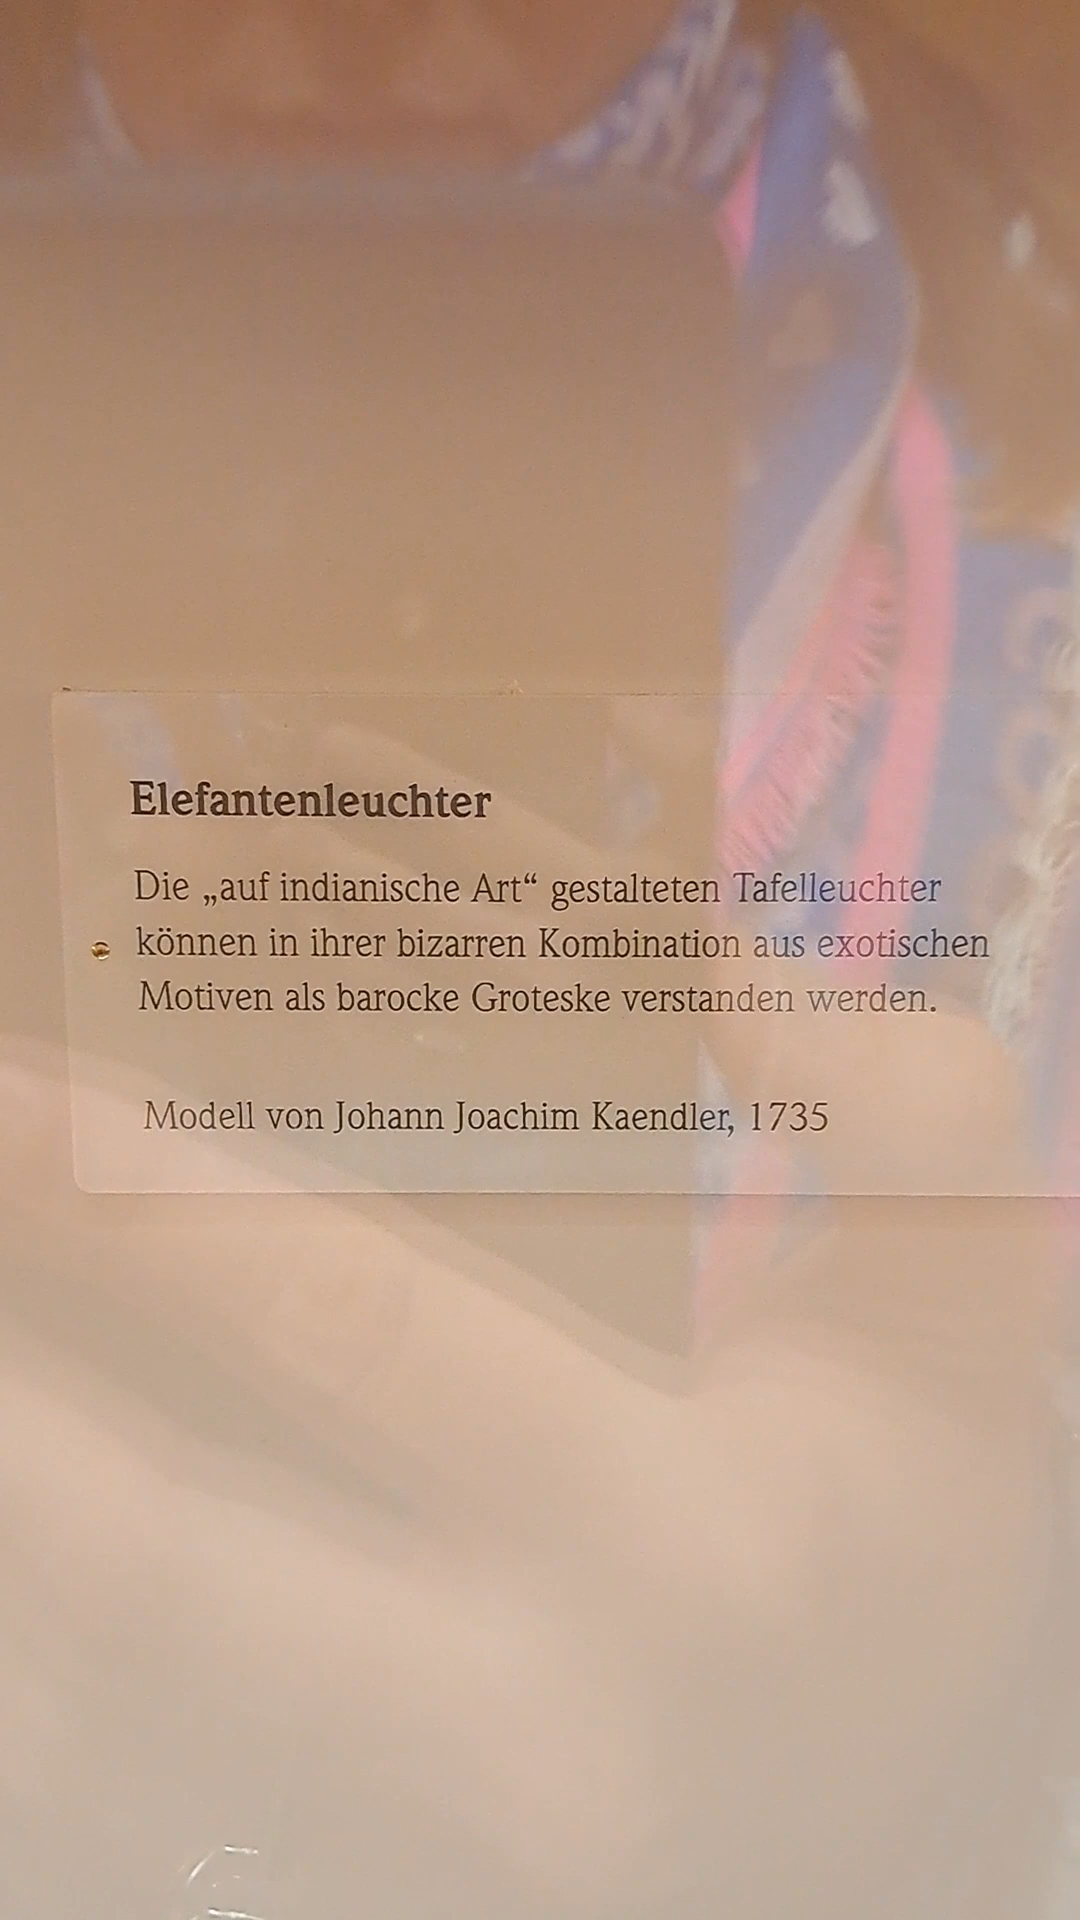 Elefantenleuchter
Die „auf indianische Art“ gestalteten Tafelleuchter
können in ihrer bizarren Kombination aus exotischen
Motiven als barocke Groteske verstanden werden.
Modell von Johann Joachim Kaendler, 1735